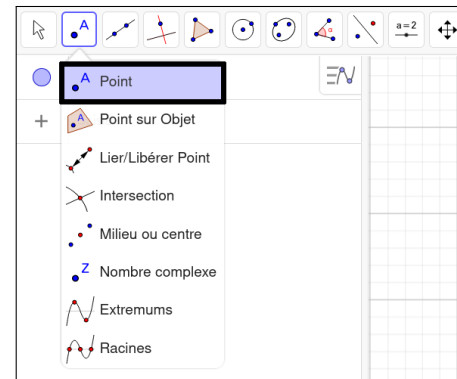 A α a=2
A Point
A Point sur Objet
Lier/Libérer Point
Intersection
Milieu ou centre
Z Nombre complexe
Extremums
Racines